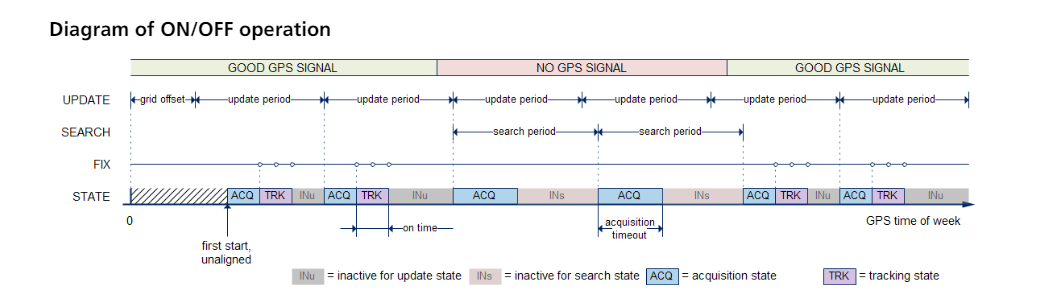 Diagram of ON/OFF operation
GOOD GPS SIGNAL NO GPS SIGNAL GOOD GPS SIGNAL
UPDATE grid offset update period update period update period update period update period update period
SEARCH search period search period
FIX
STATE ACQ TRK INu ACQ TRK INu ACQ INs ACQ INs ACQ TRK INu ACQ TRK INu
0 on time acquisition timeout GPS time of week
first start,
unaligned
INu = inactive for update state INs = inactive for search state ACQ = acquisition state TRK = tracking state